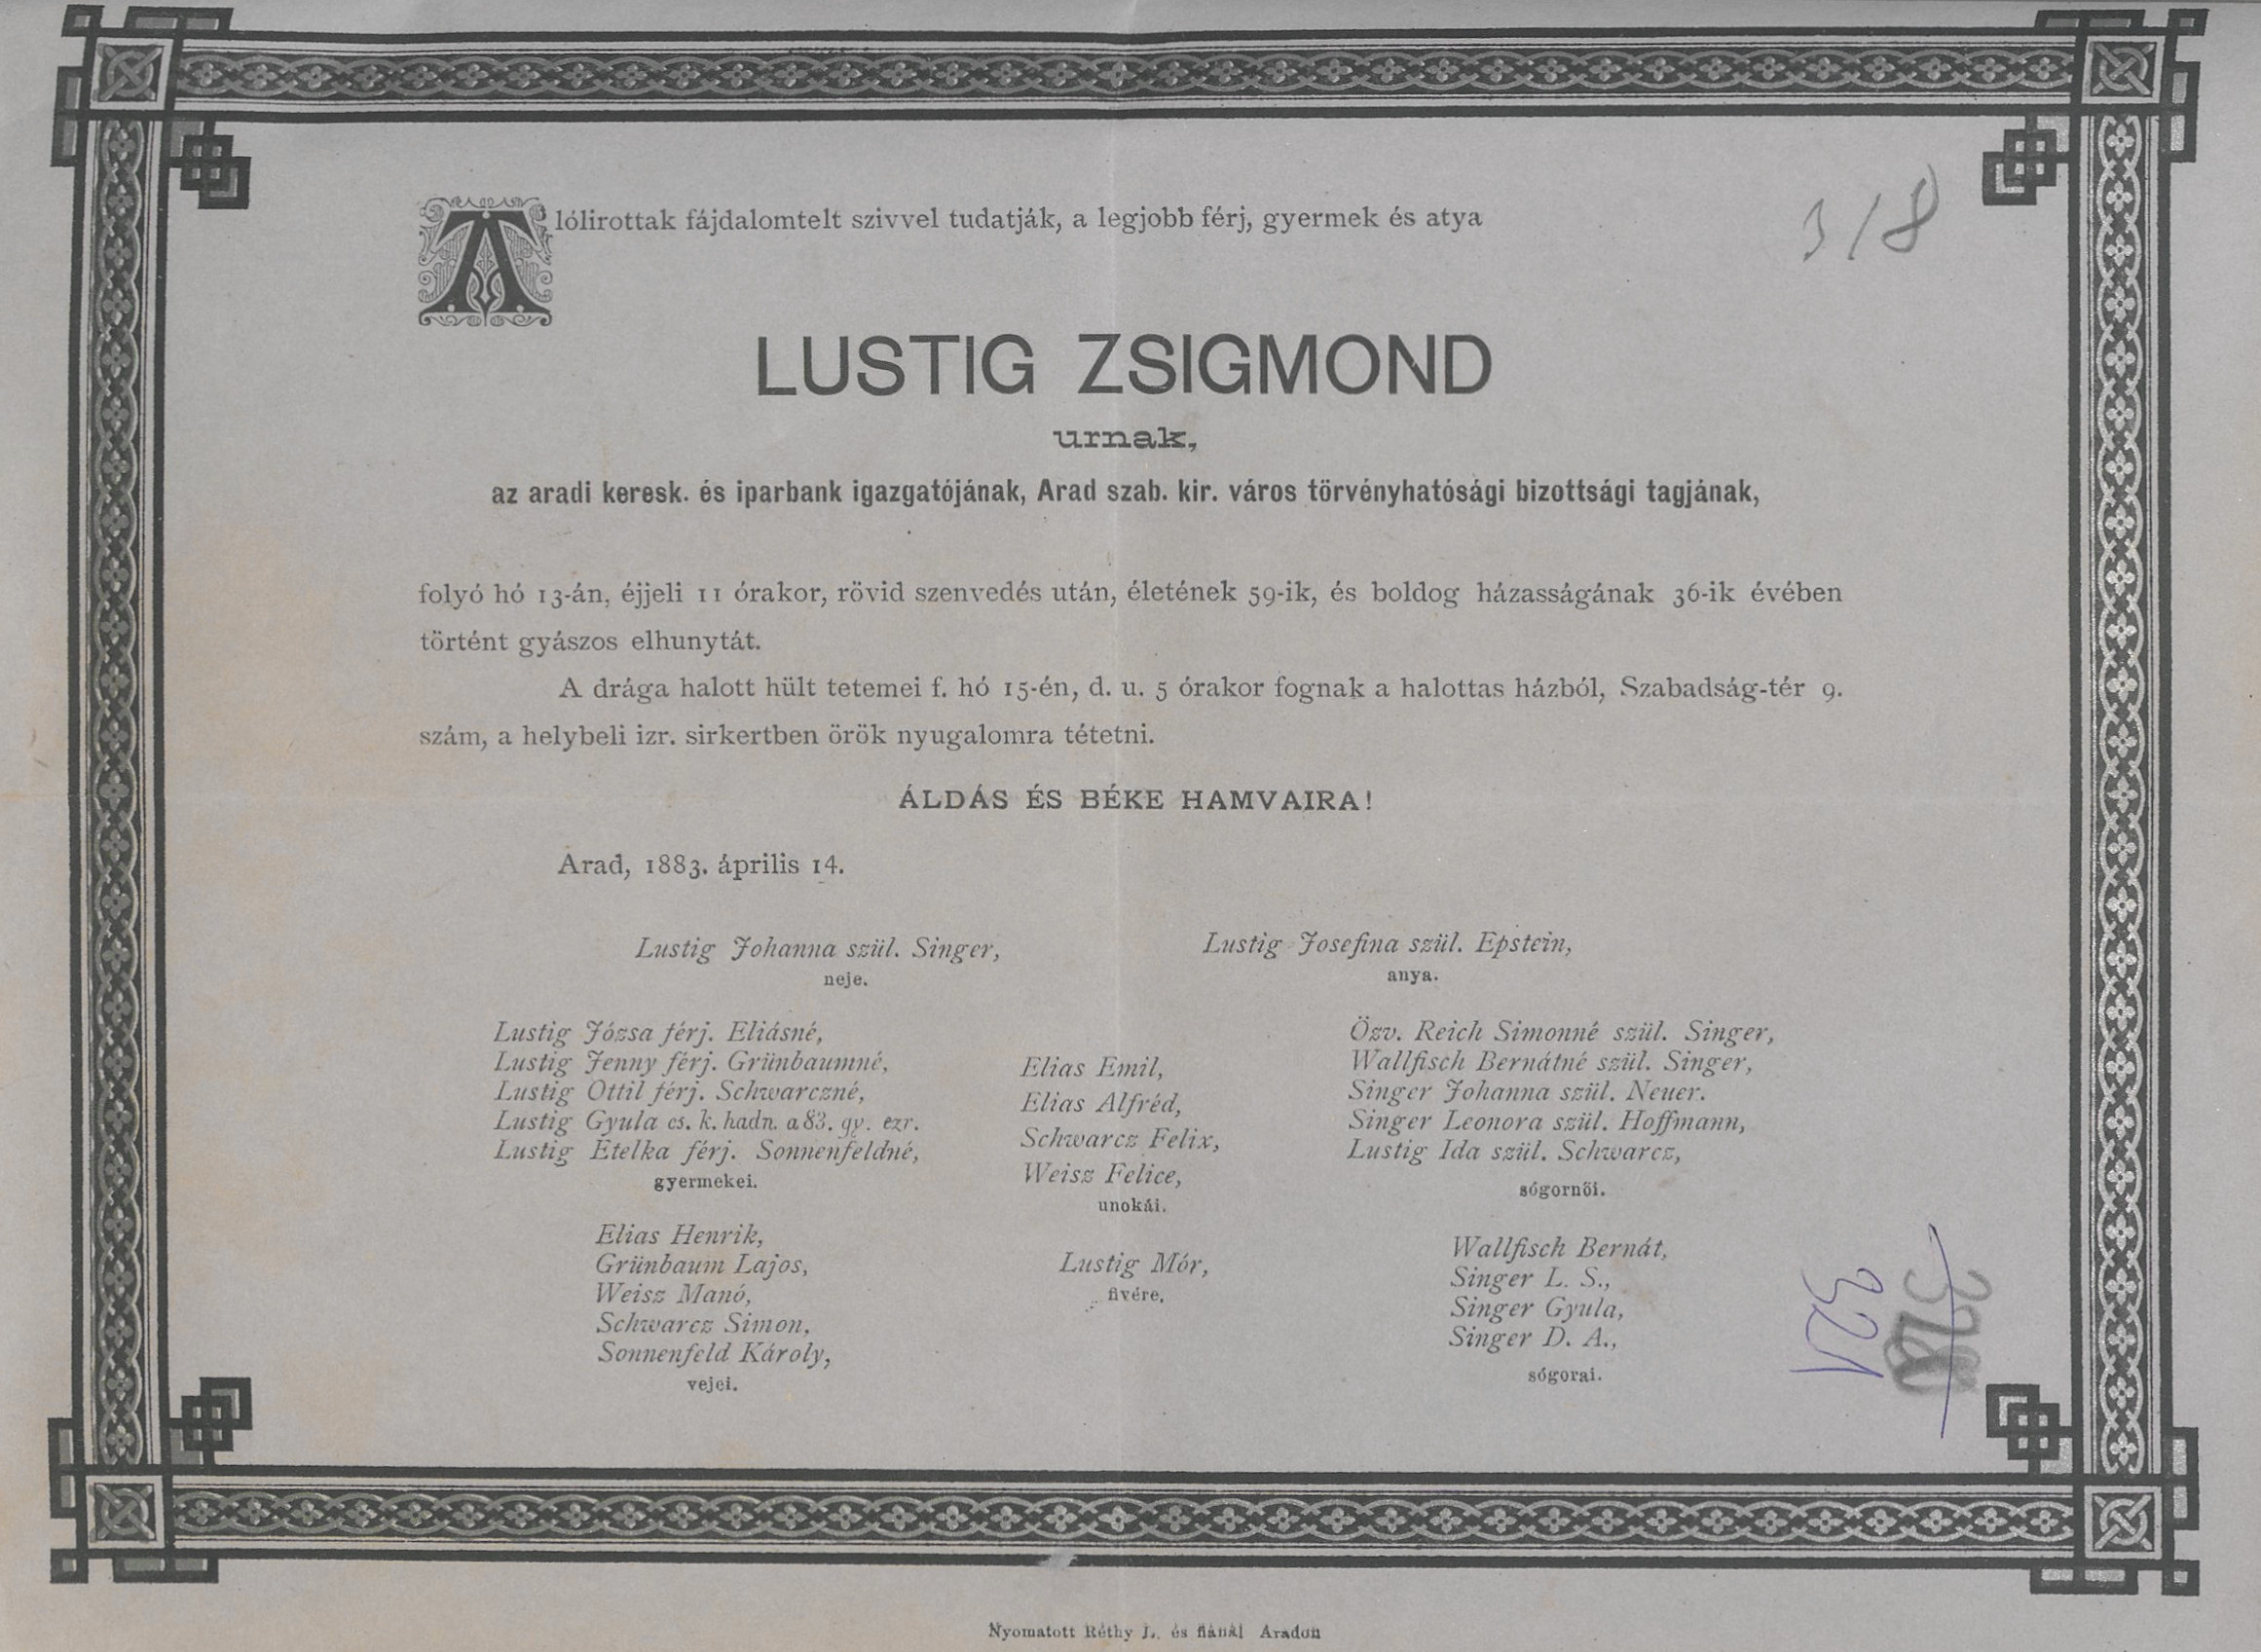 Alólirottak fájdalomtelt szivvel tudatják, a legjobb férj, gyermek és atya
3/8
LUSTIG ZSIGMOND
urnak,
az aradi keresk. és iparbank igazgatójának, Arad szab. kir. város törvényhatósági bizottsági tagjának,
folyó hó 13-án, éjjeli 11 órakor, rövid szenvedés után, életének 59-ik, és boldog házasságának 36-ik évében
történt gyászos elhunytát.
A drága halott hült tetemei f. hó 15-én, d. u. 5 órakor fognak a halottas házból, Szabadság-tér 9.
szám, a helybeli izr. sirkertben örök nyugalomra tétetni.
ÁLDÁS ÉS BÉKE HAMVAIRA!
Arad, 1883. április 14.
Lustig Johanna szül. Singer,
neje.
Lustig Josefina szül. Epstein,
anya.
Lustig Józsa férj. Eliásné,
Lustig Jenny férj. Grünbaumné,
Lustig Ottil férj. Schwarczné,
Lustig Gyula cs. k. hadn. a 83. gy. ezr.
Lustig Etelka férj. Sonnenfeldné,
gyermekei.
Elias Henrik,
Grünbaum Lajos,
Weisz Manó,
Schwarcz Simon,
Sonnenfeld Károly,
vejei.
Elias Emil,
Elias Alfréd,
Schwarcz Felix,
Weisz Felice,
unokái.
Lustig Mór,
fivére.
Özv. Reich Simonné szül. Singer,
Wallfisch Bernátné szül. Singer,
Singer Johanna szül. Neuer.
Singer Leonora szül. Hoffmann,
Lustig Ida szül. Schwarcz,
sógornöi.
Wallfisch Bernát,
Singer L. S.,
Singer Gyula,
Singer D. A.,
sógorai.
321
Nyomatott Réthy L. és fiánál Aradon